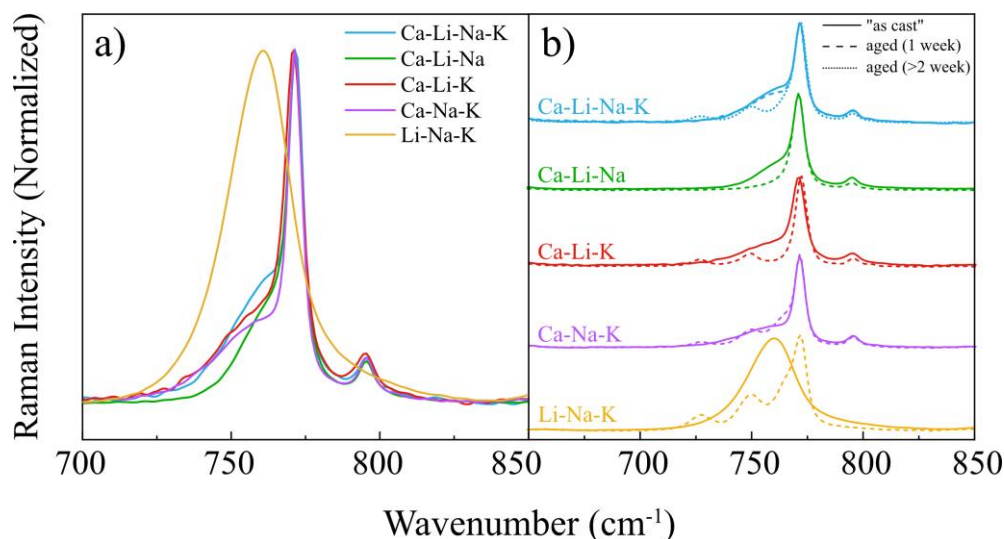 a)
Ca-Li-Na-K
Ca-Li-Na
Ca-Li-K
Ca-Na-K
Li-Na-K
b)
"as cast"
aged (1 week)
aged (>2 week)
Ca-Li-Na-K
Ca-Li-Na
Ca-Li-K
Ca-Na-K
Li-Na-K
Raman Intensity (Normalized)
700 750 800 850 700 750 800 850
Wavenumber (cm⁻¹)